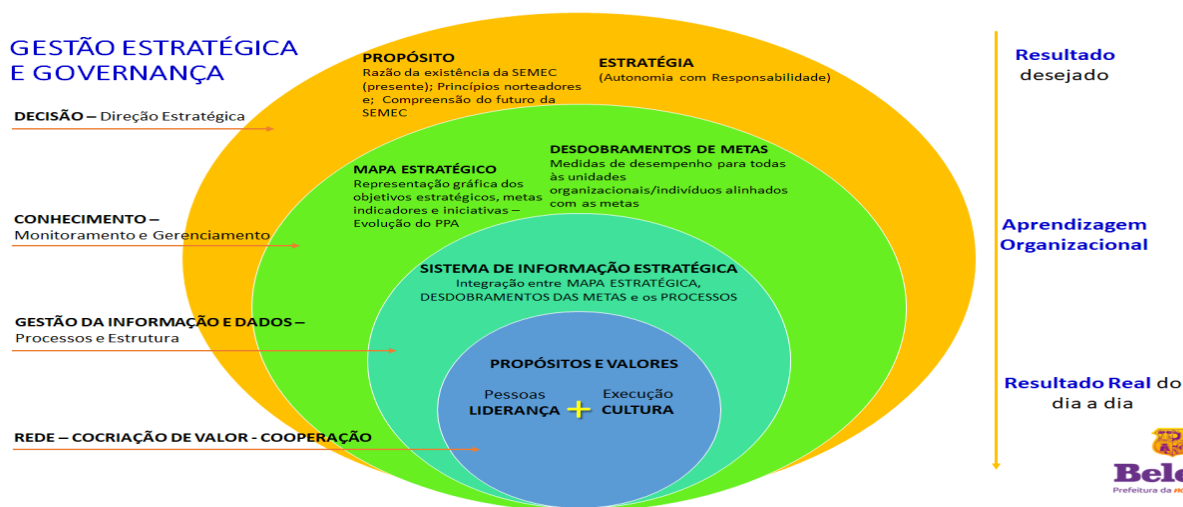 GESTÃO ESTRATÉGICA
E GOVERNANÇA
DECISÃO – Direção Estratégica
CONHECIMENTO –
Monitoramento e Gerenciamento
GESTÃO DA INFORMAÇÃO E DADOS –
Processos e Estrutura
REDE – COCRIAÇÃO DE VALOR - COOPERAÇÃO
PROPÓSITO
Razão da existência da SEMEC
(presente); Princípios norteadores
e; Compreensão do futuro da
SEMEC
ESTRATÉGIA
(Autonomia com Responsabilidade)
MAPA ESTRATÉGICO
Representação gráfica dos
objetivos estratégicos, metas
indicadores e iniciativas –
Evolução do PPA
DESDOBRAMENTOS DE METAS
Medidas de desempenho para todas
às unidades
organizacionais/indivíduos alinhados
com as metas
SISTEMA DE INFORMAÇÃO ESTRATÉGICA
Integração entre MAPA ESTRATÉGICA,
DESDOBRAMENTOS DAS METAS e os PROCESSOS
PROPÓSITOS E VALORES
Pessoas
LIDERANÇA
+
Execução
CULTURA
Resultado
desejado
Aprendizagem
Organizacional
Resultado Real do
dia a dia
Prefeitura da